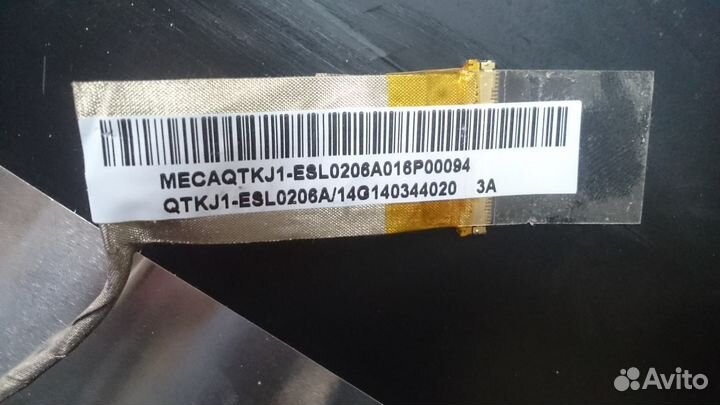 MECAQTKJ1-ESL0206A016P00094
QTKJ1-ESL0206A/14G140344020 3A
Avito